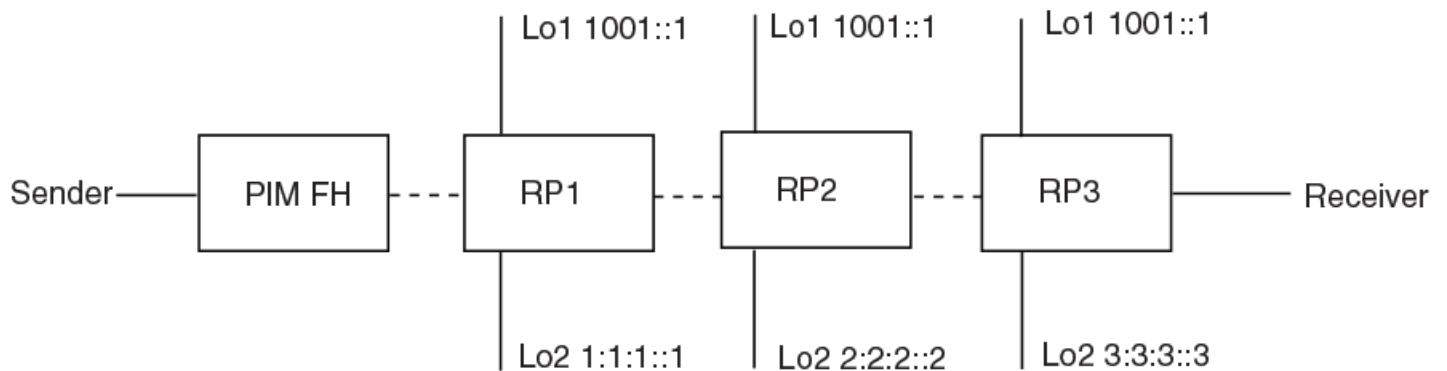 Lo1 1001::1
Lo1 1001::1
Lo1 1001::1
Sender
PIM FH
RP1
RP2
RP3
Receiver
Lo2 1:1:1::1
Lo2 2:2:2::2
Lo2 3:3:3::3